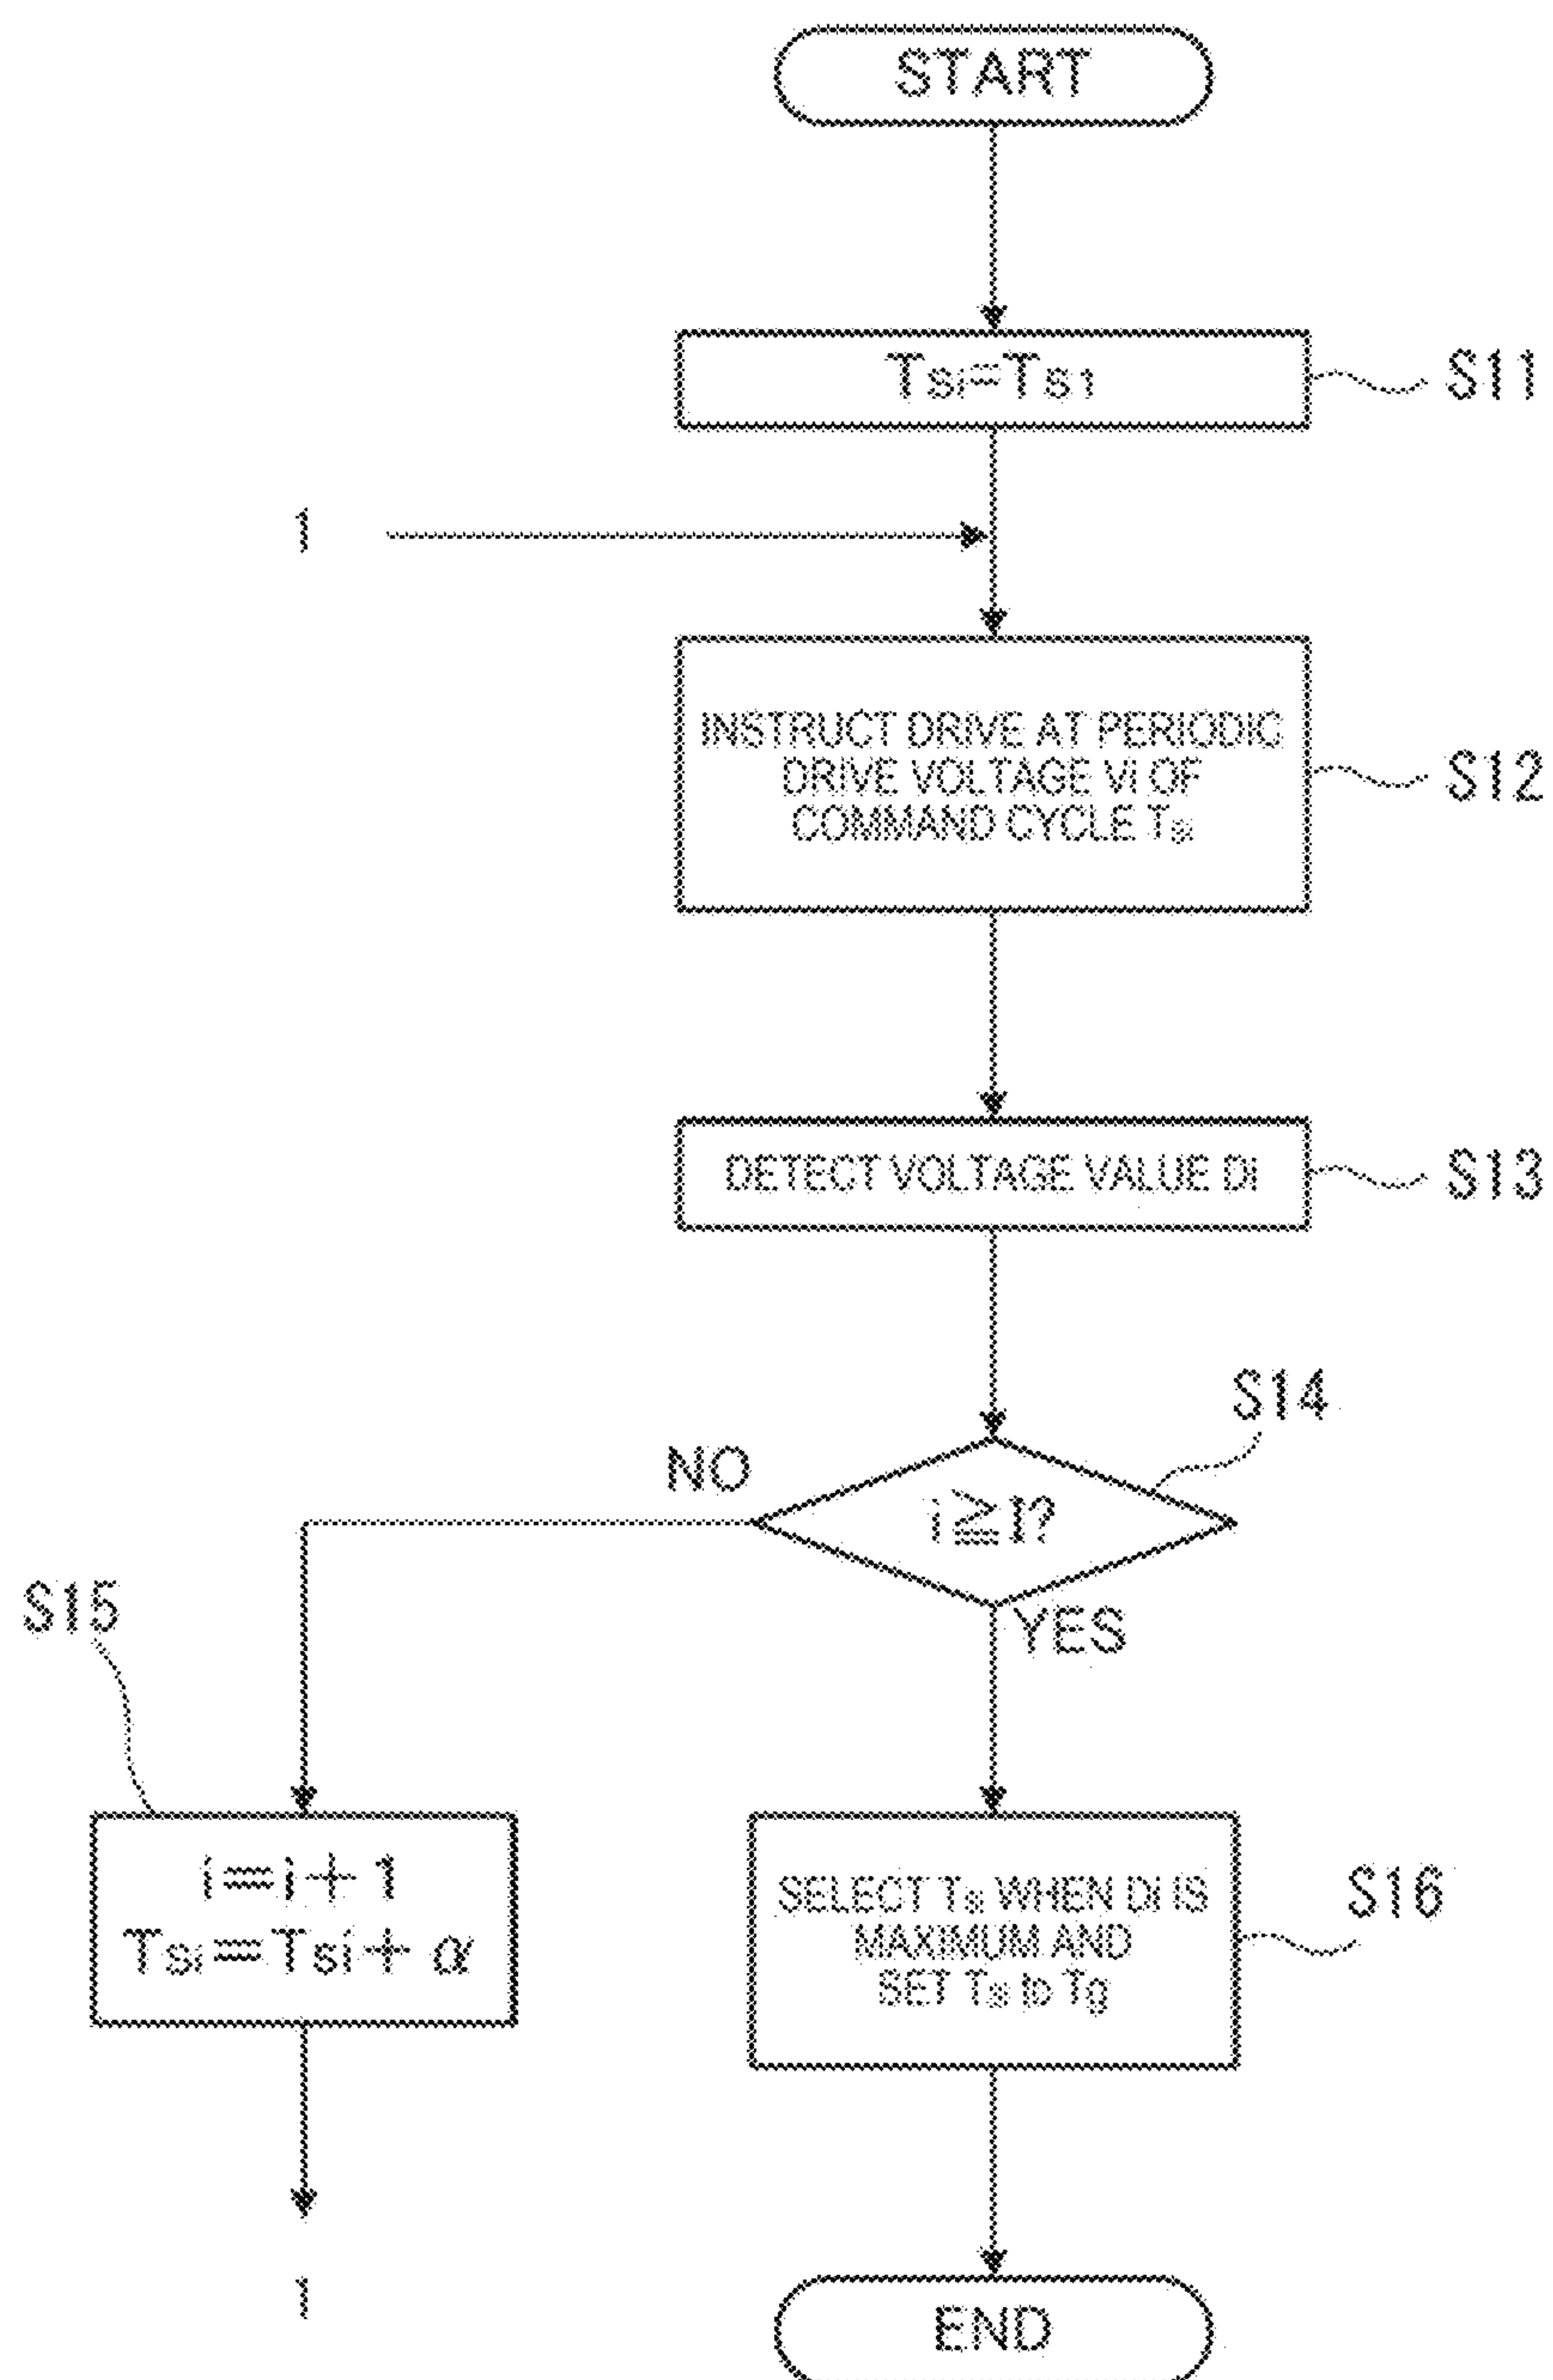 START
Tsi=Ts1
S11
1
INSTRUCT DRIVE AT PERIODIC
DRIVE VOLTAGE Vi OF
COMMAND CYCLE Tsi
S12
DETECT VOLTAGE VALUE Di
S13
S14
NO
i≧I?
YES
S15
i=i+1
Tsi=Tsi+α
SELECT Tsi WHEN Di IS
MAXIMUM AND
SET Tsi to Tg
S16
1
END